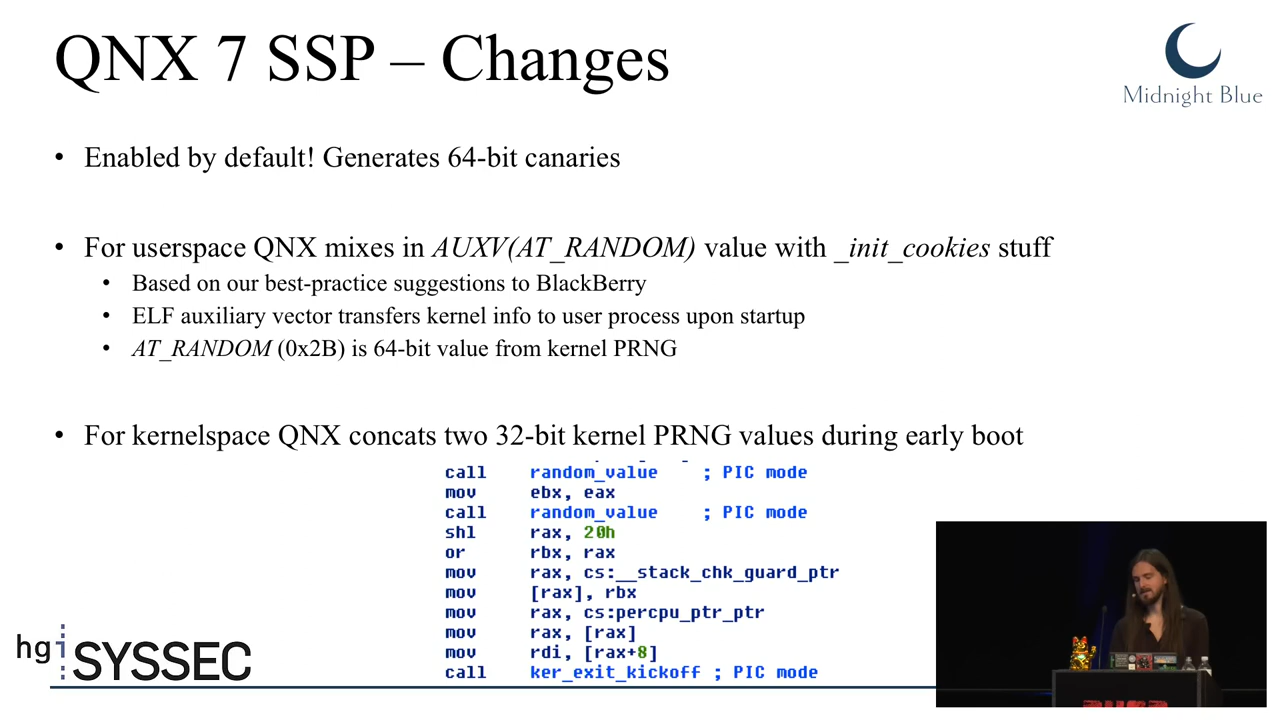 QNX 7 SSP – Changes
Midnight Blue
• Enabled by default! Generates 64-bit canaries
• For userspace QNX mixes in AUXV(AT_RANDOM) value with _init_cookies stuff
• Based on our best-practice suggestions to BlackBerry
• ELF auxiliary vector transfers kernel info to user process upon startup
• AT_RANDOM (0x2B) is 64-bit value from kernel PRNG
• For kernelspace QNX concats two 32-bit kernel PRNG values during early boot
call random_value ; PIC mode
mov ebx, eax
call random_value ; PIC mode
shl rax, 20h
or rbx, rax
mov rax, cs:__stack_chk_guard_ptr
mov [rax], rbx
mov rax, cs:percpu_ptr_ptr
mov rax, [rax]
mov rdi, [rax+8]
call ker_exit_kickoff ; PIC mode
hgi SYSSEC